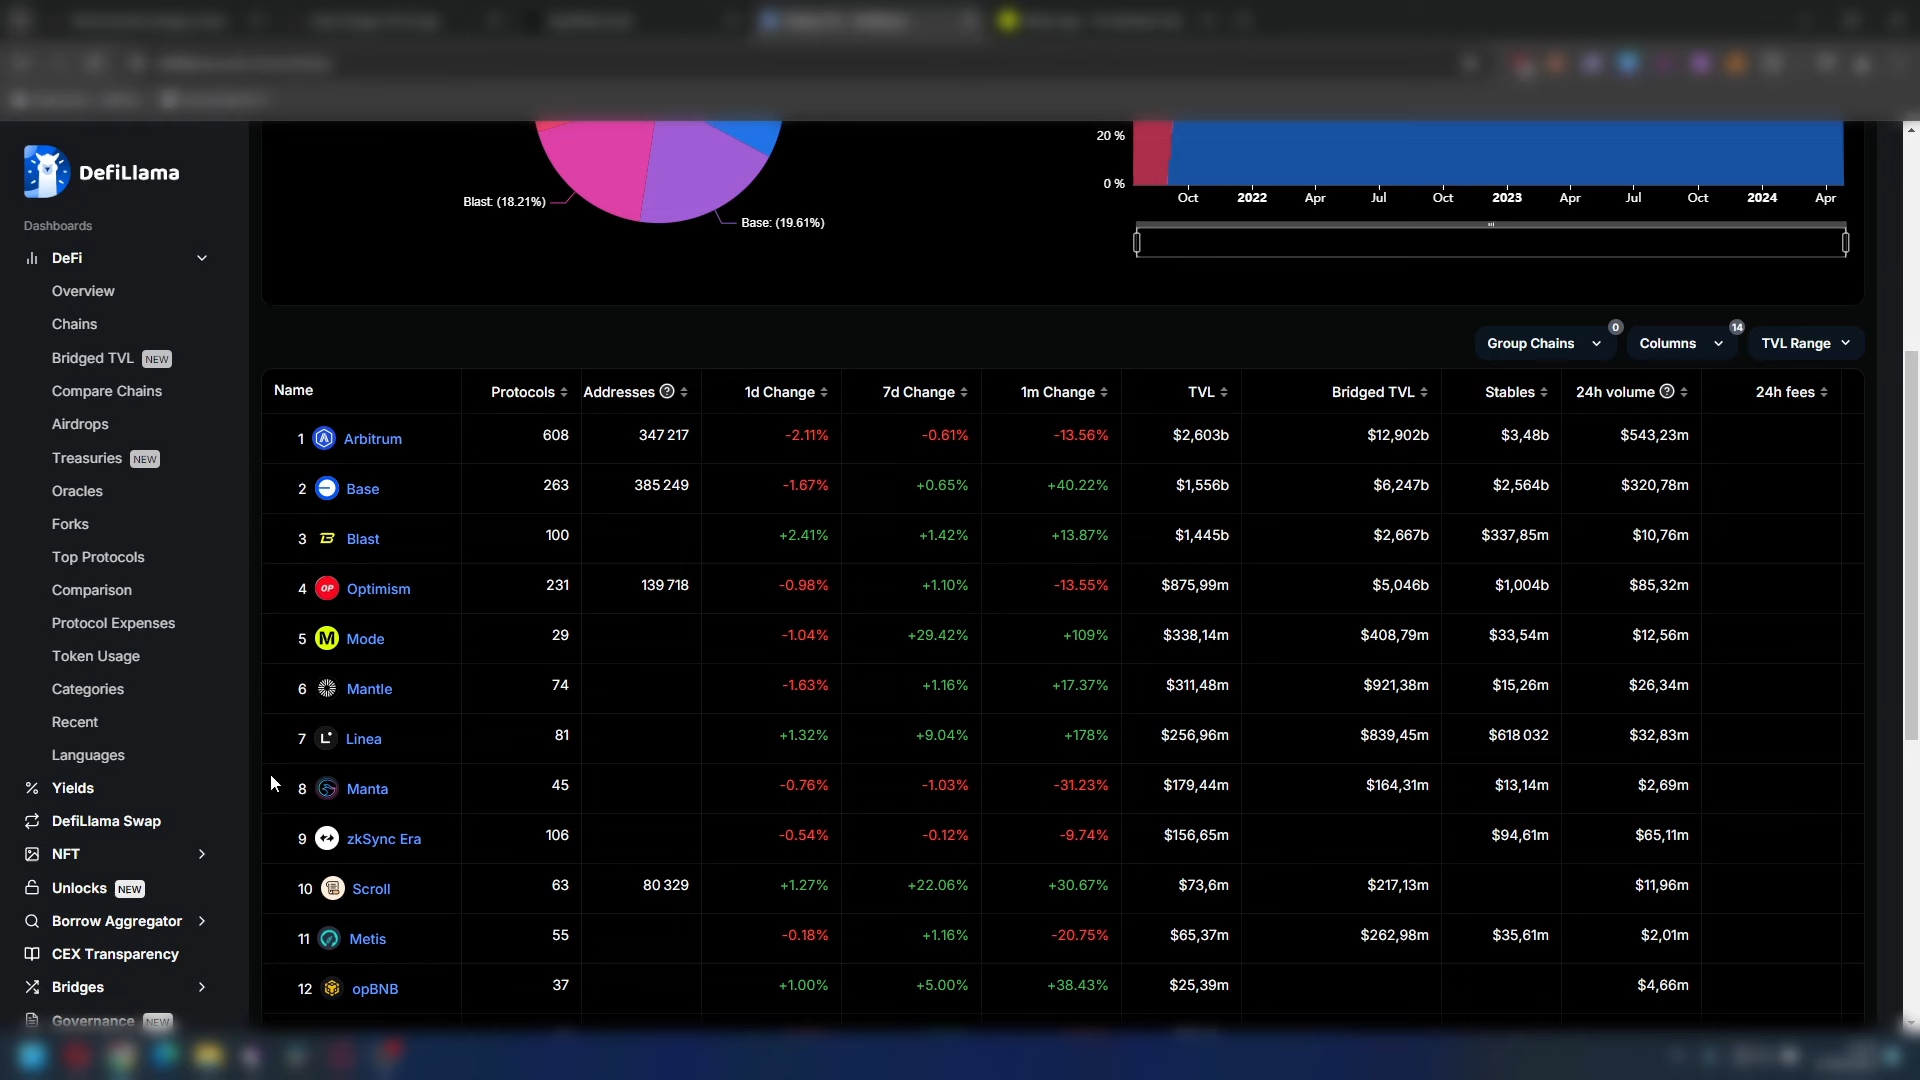 DefiLlama
Dashboards
DeFi
Overview
Chains
Bridged TVL NEW
Compare Chains
Airdrops
Treasuries NEW
Oracles
Forks
Top Protocols
Comparison
Protocol Expenses
Token Usage
Categories
Recent
Languages
Yields
DefiLlama Swap
NFT
Unlocks NEW
Borrow Aggregator
CEX Transparency
Bridges
Governance NEW
Blast: (18.21%)
Base: (19.61%)
20 %
0 %
Oct 2022 Apr Jul Oct 2023 Apr Jul Oct 2024 Apr
Group Chains 0 Columns 14 TVL Range
Name Protocols Addresses 1d Change 7d Change 1m Change TVL Bridged TVL Stables 24h volume 24h fees
1 Arbitrum 608 347 217 -2.11% -0.61% -13.56% $2,603b $12,902b $3,48b $543,23m
2 Base 263 385 249 -1.67% +0.65% +40.22% $1,556b $6,247b $2,564b $320,78m
3 Blast 100 +2.41% +1.42% +13.87% $1,445b $2,667b $337,85m $10,76m
4 OP Optimism 231 139 718 -0.98% +1.10% -13.55% $875,99m $5,046b $1,004b $85,32m
5 M Mode 29 -1.04% +29.42% +109% $338,14m $408,79m $33,54m $12,56m
6 Mantle 74 -1.63% +1.16% +17.37% $311,48m $921,38m $15,26m $26,34m
7 Linea 81 +1.32% +9.04% +178% $256,96m $839,45m $618 032 $32,83m
8 Manta 45 -0.76% -1.03% -31.23% $179,44m $164,31m $13,14m $2,69m
9 zkSync Era 106 -0.54% -0.12% -9.74% $156,65m $94,61m $65,11m
10 Scroll 63 80 329 +1.27% +22.06% +30.67% $73,6m $217,13m $11,96m
11 Metis 55 -0.18% +1.16% -20.75% $65,37m $262,98m $35,61m $2,01m
12 opBNB 37 +1.00% +5.00% +38.43% $25,39m $4,66m